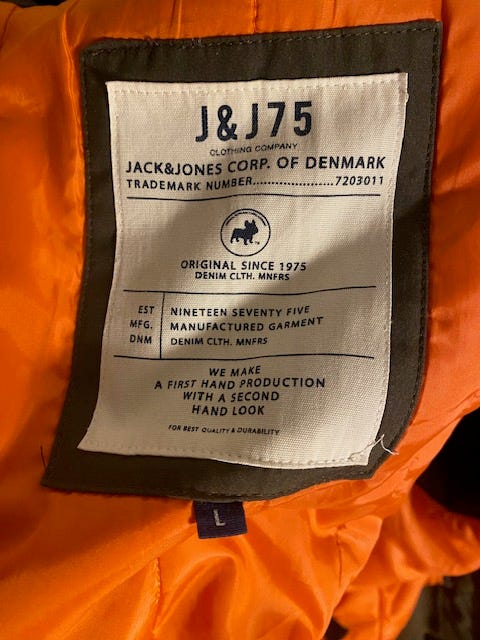 J&J75
CLOTHING COMPANY
JACK&JONES CORP. OF DENMARK
TRADEMARK NUMBER......................7203011
ORIGINAL SINCE 1975
DENIM CLTH. MNFRS
EST
MFG.
DNM
NINETEEN SEVENTY FIVE
MANUFACTURED GARMENT
DENIM CLTH. MNFRS
WE MAKE
A FIRST HAND PRODUCTION
WITH A SECOND
HAND LOOK
FOR BEST QUALITY & DURABILITY
L